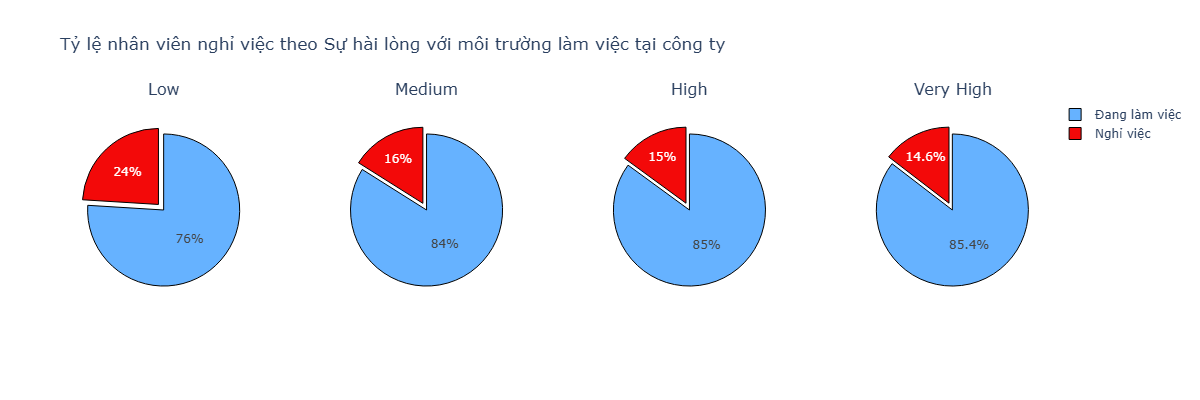 Tỷ lệ nhân viên nghỉ việc theo Sự hài lòng với môi trường làm việc tại công ty
Low
Medium
High
Very High
Đang làm việc
Nghỉ việc
24%
76%
16%
84%
15%
85%
14.6%
85.4%